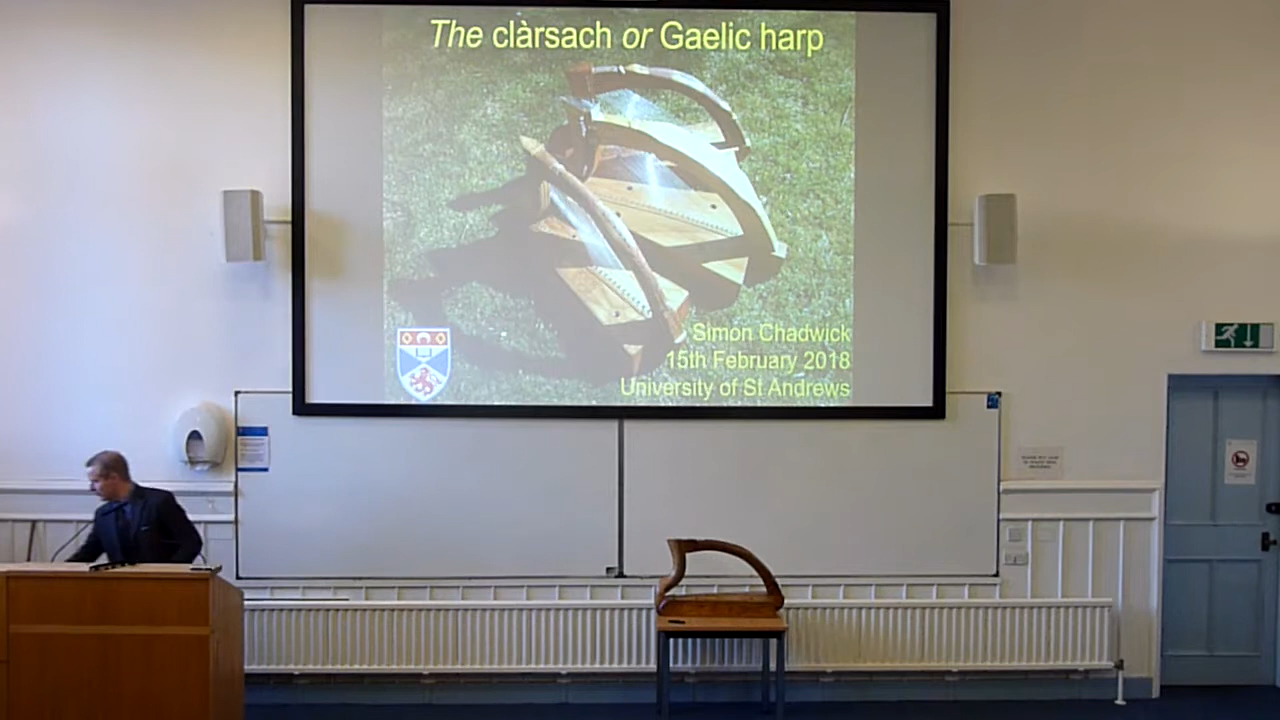 The clàrsach or Gaelic harp
Simon Chadwick
15th February 2018
University of St Andrews